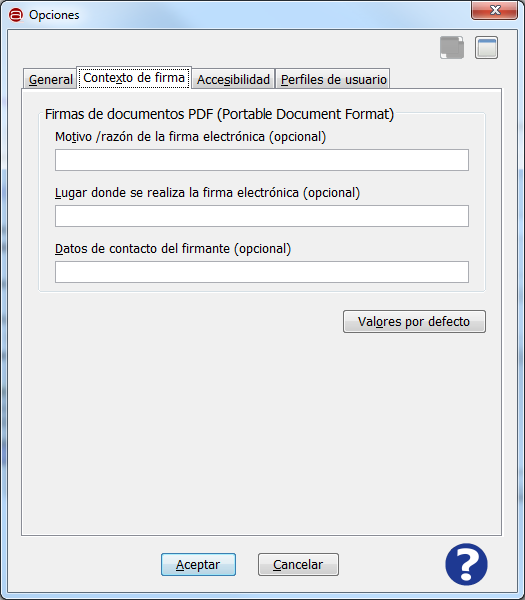 Opciones
General
Contexto de firma
Accesibilidad
Perfiles de usuario
Firmas de documentos PDF (Portable Document Format)
Motivo /razón de la firma electrónica (opcional)
Lugar donde se realiza la firma electrónica (opcional)
Datos de contacto del firmante (opcional)
Valores por defecto
Aceptar
Cancelar
?